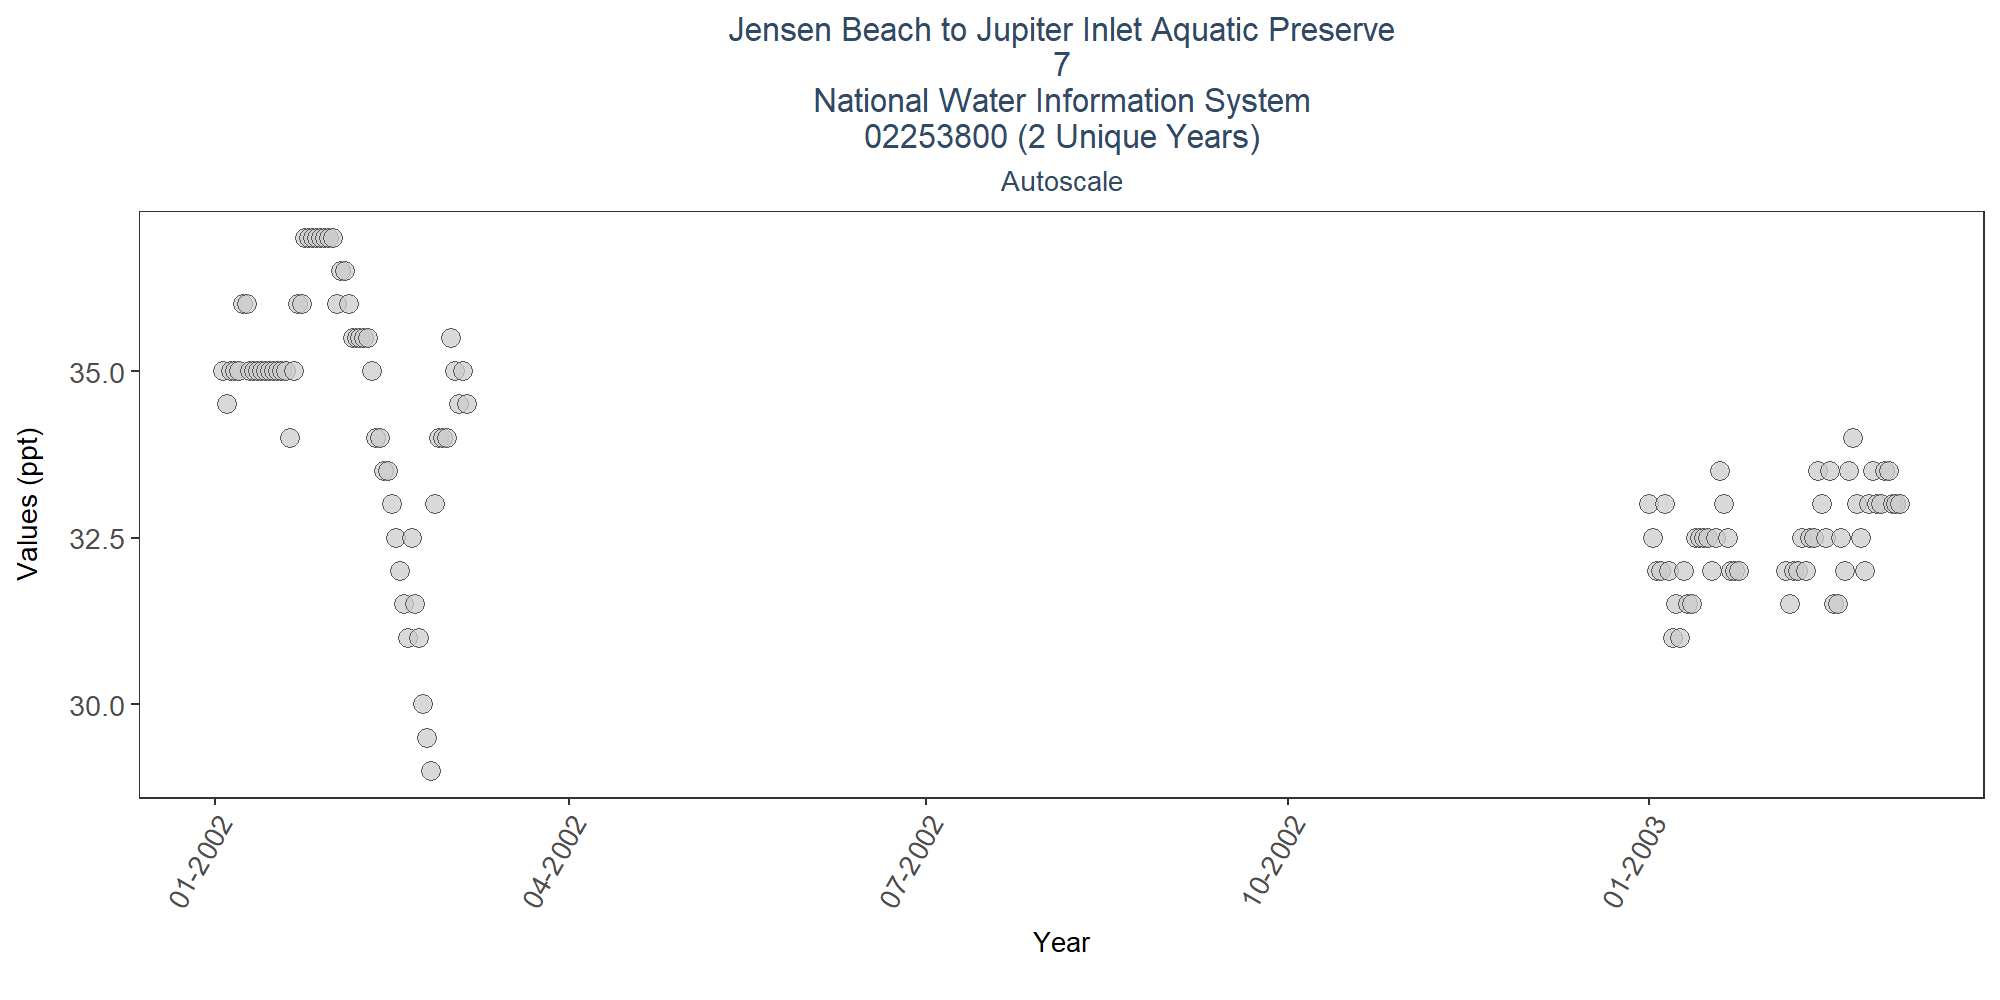 Jensen Beach to Jupiter Inlet Aquatic Preserve
7
National Water Information System
02253800 (2 Unique Years)
Autoscale
Values (ppt)
35.0
32.5
30.0
01-2002
04-2002
07-2002
10-2002
01-2003
Year